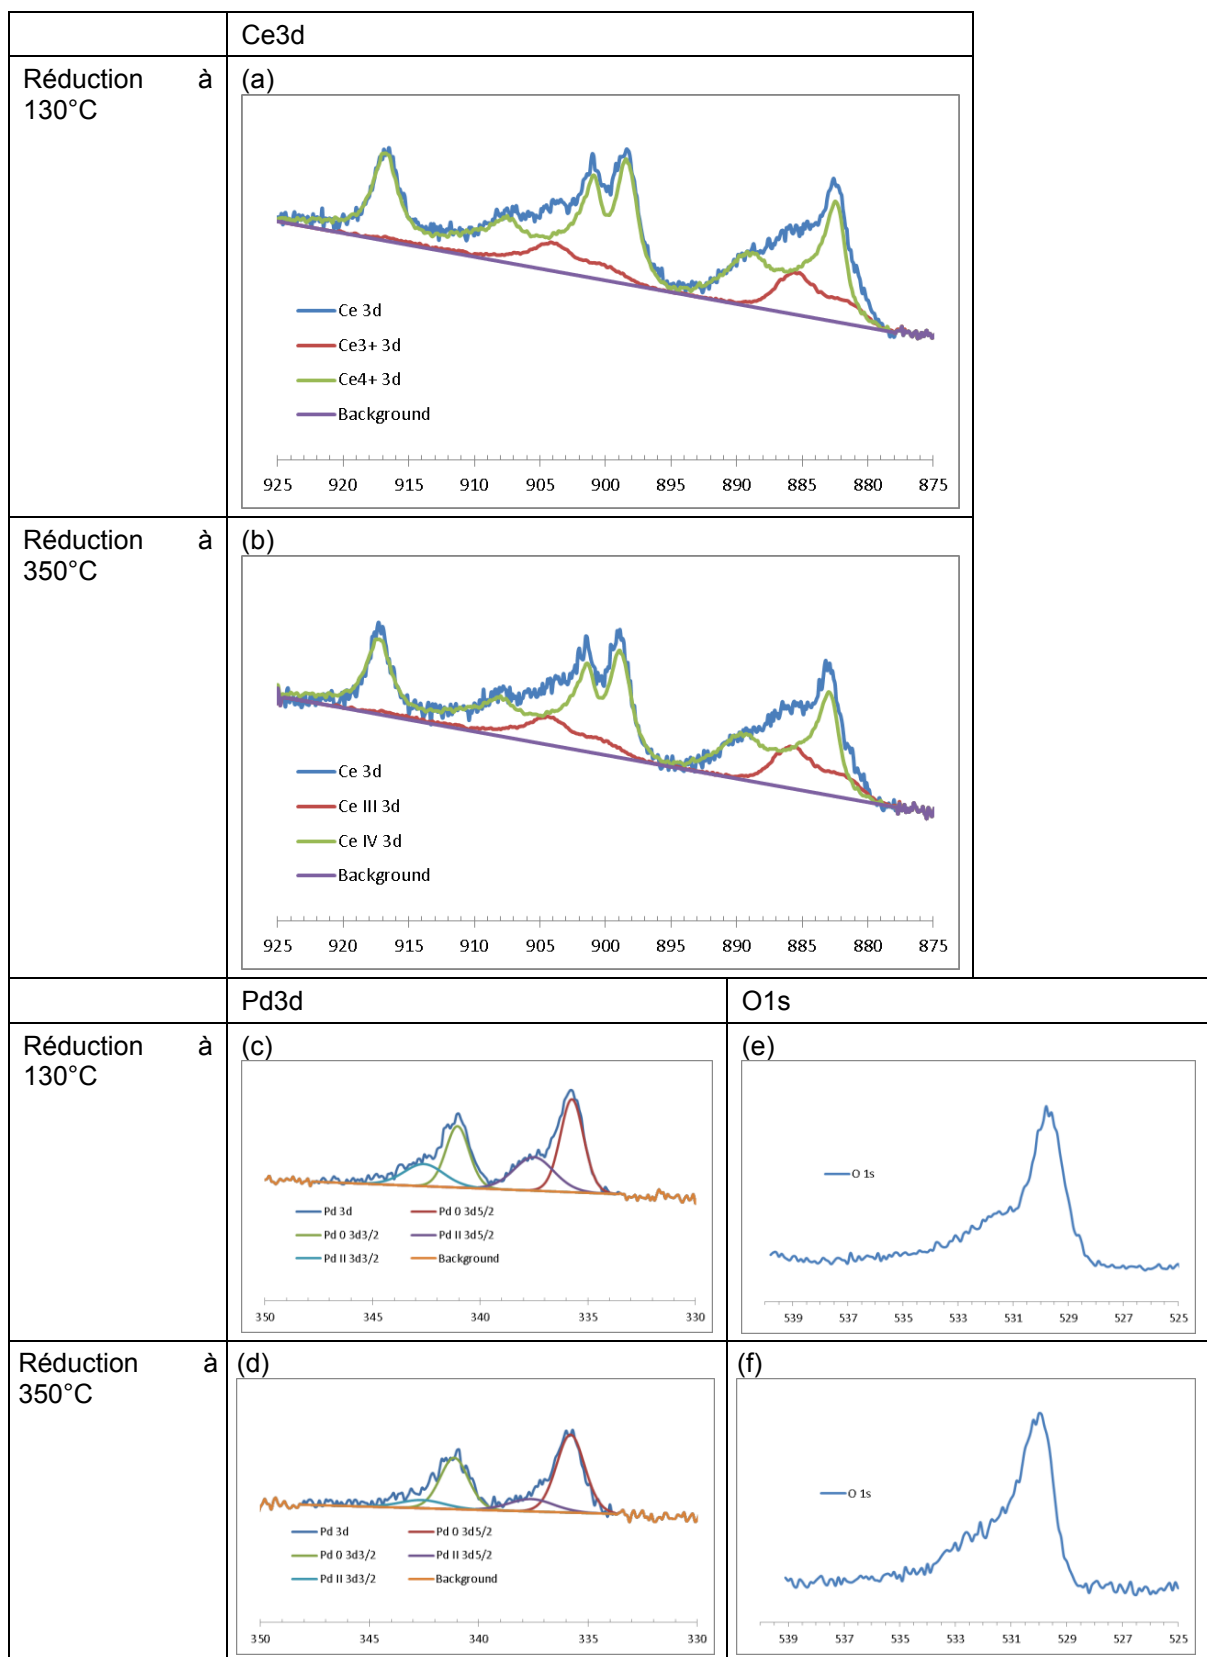 Ce3d
Réduction à
130°C
(a)
Ce 3d
Ce3+ 3d
Ce4+ 3d
Background
925 920 915 910 905 900 895 890 885 880 875
Réduction à
350°C
(b)
Ce 3d
Ce III 3d
Ce IV 3d
Background
925 920 915 910 905 900 895 890 885 880 875
Pd3d O1s
Réduction à
130°C
(c)
Pd 3d Pd 0 3d5/2
Pd 0 3d3/2 Pd II 3d5/2
Pd II 3d3/2 Background
350 345 340 335 330
(e)
O 1s
539 537 535 533 531 529 527 525
Réduction à
350°C
(d)
Pd 3d Pd 0 3d5/2
Pd 0 3d3/2 Pd II 3d5/2
Pd II 3d3/2 Background
350 345 340 335 330
(f)
O 1s
539 537 535 533 531 529 527 525